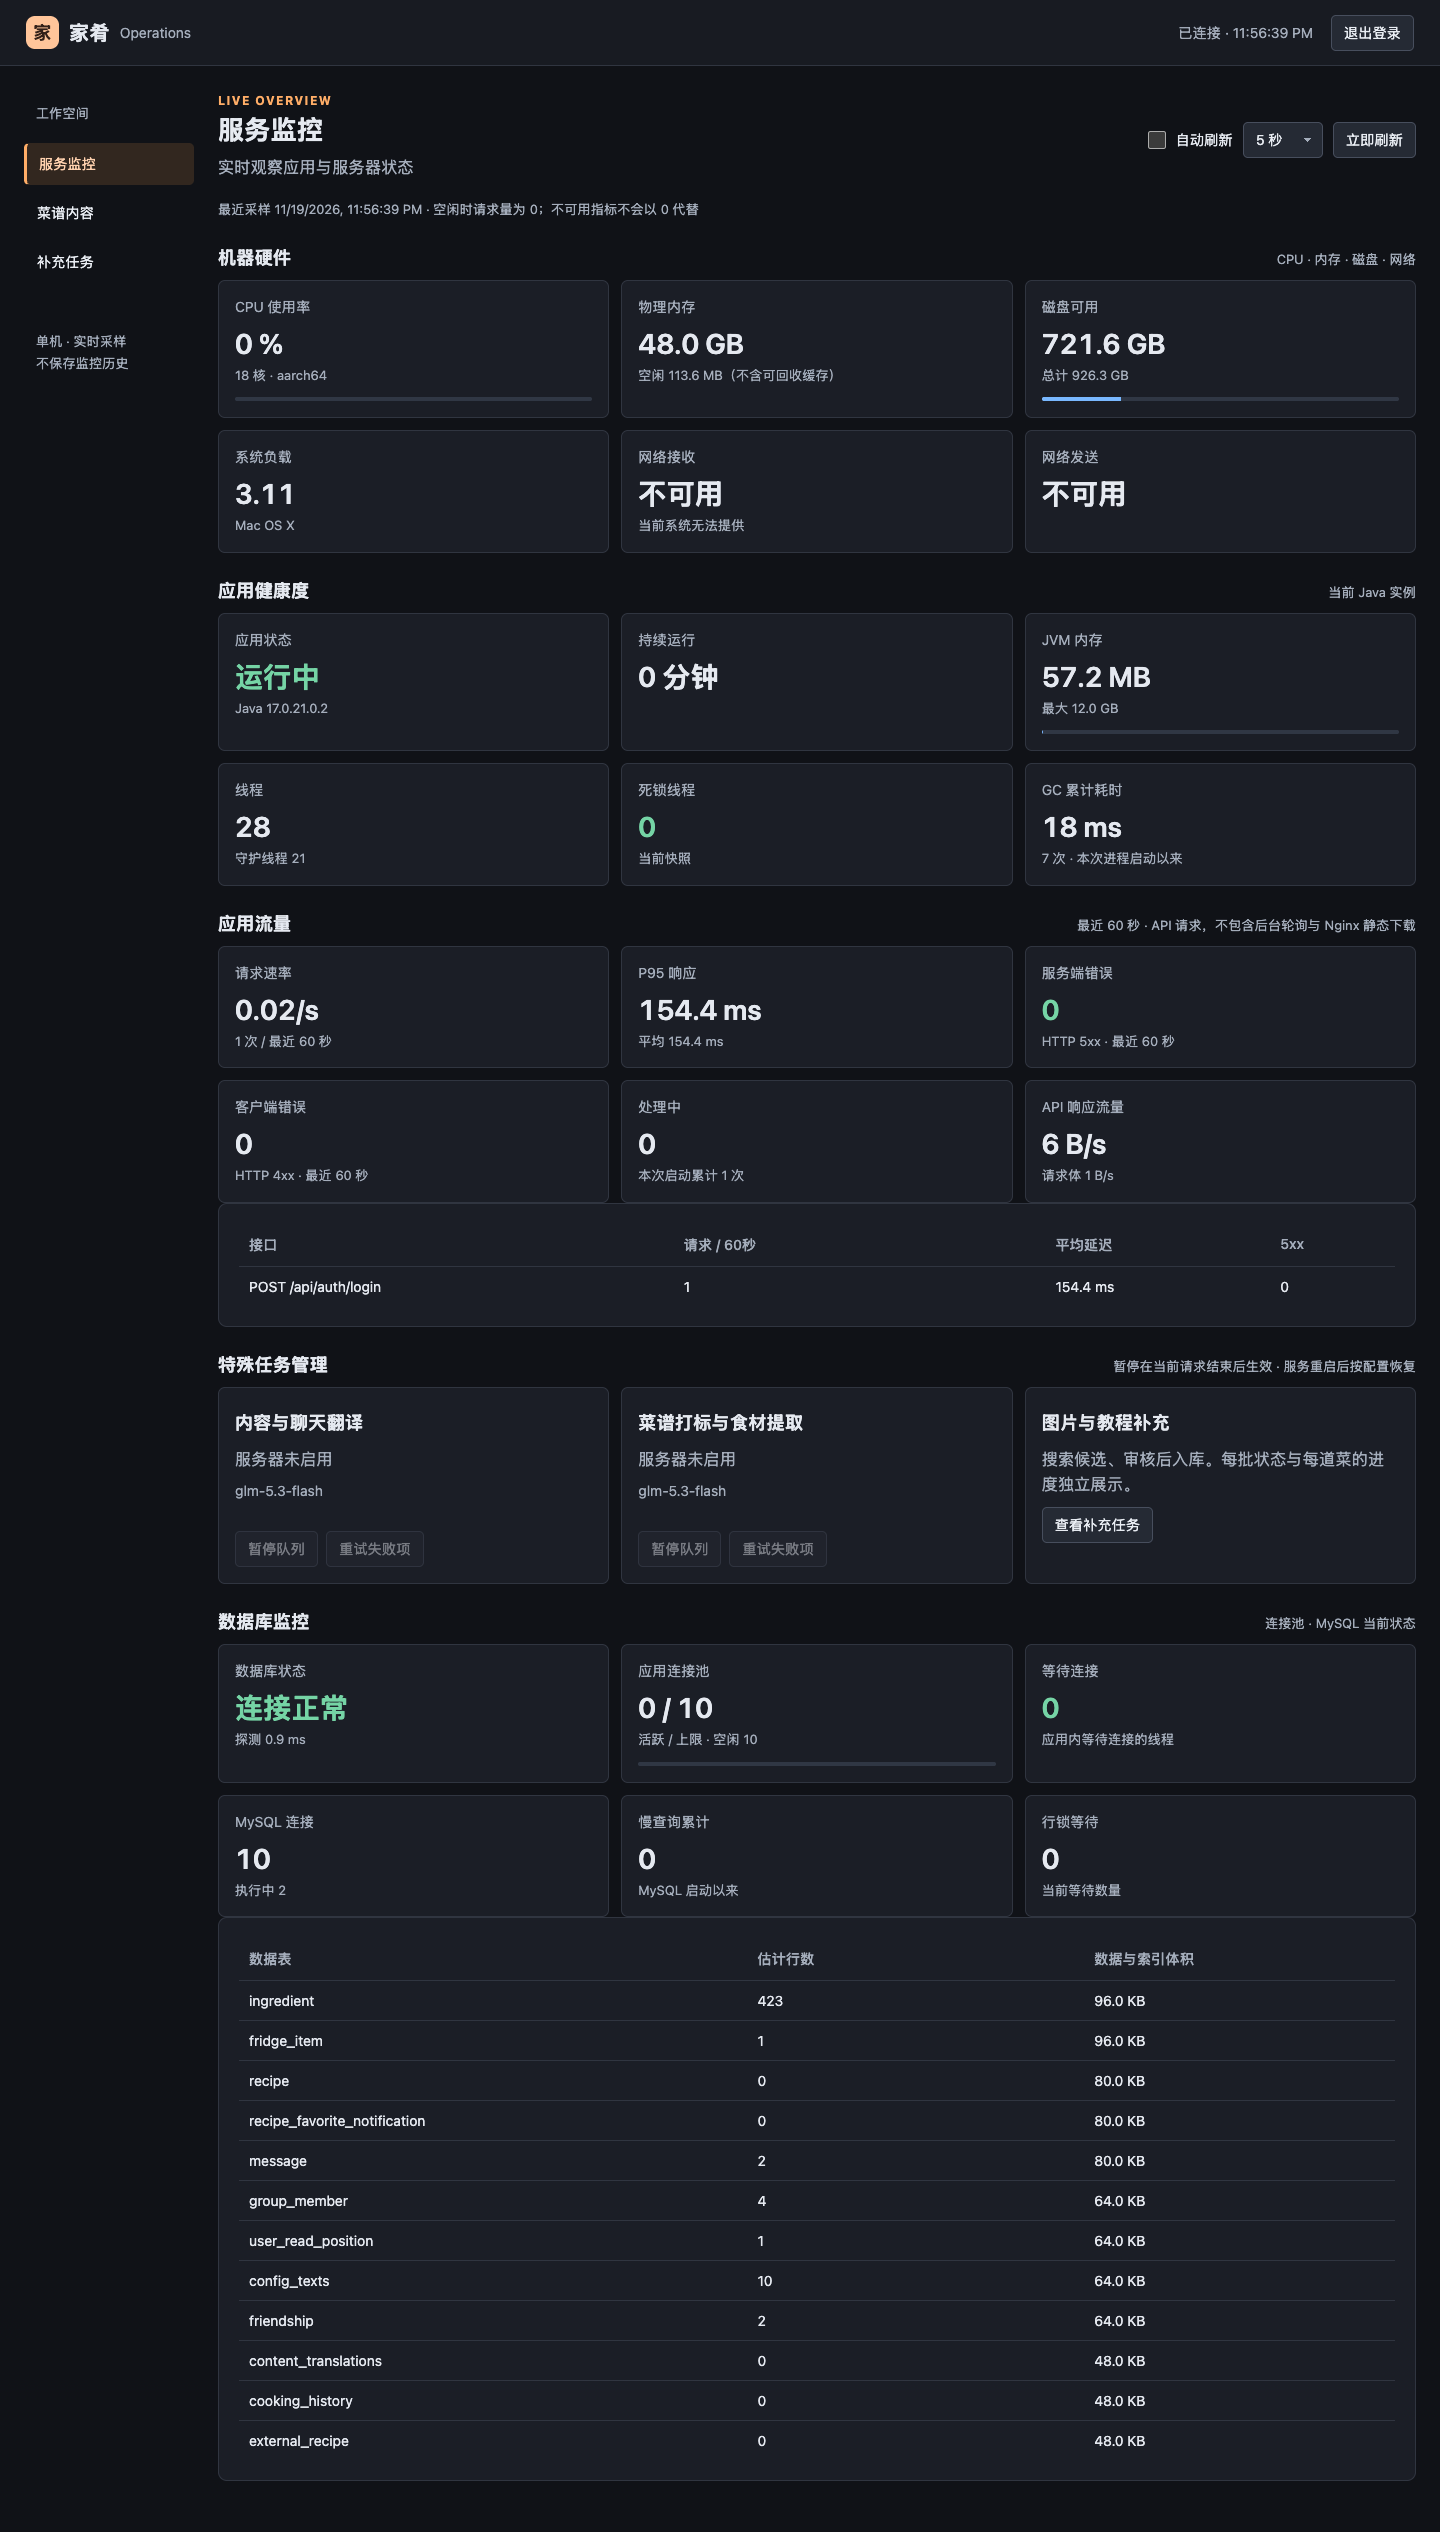 家 家肴 Operations
已连接 · 11:56:39 PM
退出登录
工作空间
服务监控
菜谱内容
补充任务
单机 · 实时采样
不保存监控历史
LIVE OVERVIEW
服务监控
实时观察应用与服务器状态
自动刷新
5 秒
立即刷新
最近采样 11/19/2026, 11:56:39 PM · 空闲时请求量为 0；不可用指标不会以 0 代替
机器硬件
CPU · 内存 · 磁盘 · 网络
CPU 使用率
0 %
18 核 · aarch64
物理内存
48.0 GB
空闲 113.6 MB（不含可回收缓存）
磁盘可用
721.6 GB
总计 926.3 GB
系统负载
3.11
Mac OS X
网络接收
不可用
当前系统无法提供
网络发送
不可用
应用健康度
当前 Java 实例
应用状态
运行中
Java 17.0.21.0.2
持续运行
0 分钟
JVM 内存
57.2 MB
最大 12.0 GB
线程
28
守护线程 21
死锁线程
0
当前快照
GC 累计耗时
18 ms
7 次 · 本次进程启动以来
应用流量
最近 60 秒 · API 请求，不包含后台轮询与 Nginx 静态下载
请求速率
0.02/s
1 次 / 最近 60 秒
P95 响应
154.4 ms
平均 154.4 ms
服务端错误
0
HTTP 5xx · 最近 60 秒
客户端错误
0
HTTP 4xx · 最近 60 秒
处理中
0
本次启动累计 1 次
API 响应流量
6 B/s
请求体 1 B/s
接口 请求 / 60秒 平均延迟 5xx
POST /api/auth/login 1 154.4 ms 0
特殊任务管理
暂停在当前请求结束后生效 · 服务重启后按配置恢复
内容与聊天翻译
服务器未启用
glm-5.3-flash
暂停队列 重试失败项
菜谱打标与食材提取
服务器未启用
glm-5.3-flash
暂停队列 重试失败项
图片与教程补充
搜索候选、审核后入库。每批状态与每道菜的进
度独立展示。
查看补充任务
数据库监控
连接池 · MySQL 当前状态
数据库状态
连接正常
探测 0.9 ms
应用连接池
0 / 10
活跃 / 上限 · 空闲 10
等待连接
0
应用内等待连接的线程
MySQL 连接
10
执行中 2
慢查询累计
0
MySQL 启动以来
行锁等待
0
当前等待数量
数据表 估计行数 数据与索引体积
ingredient 423 96.0 KB
fridge_item 1 96.0 KB
recipe 0 80.0 KB
recipe_favorite_notification 0 80.0 KB
message 2 80.0 KB
group_member 4 64.0 KB
user_read_position 1 64.0 KB
config_texts 10 64.0 KB
friendship 2 64.0 KB
content_translations 0 48.0 KB
cooking_history 0 48.0 KB
external_recipe 0 48.0 KB